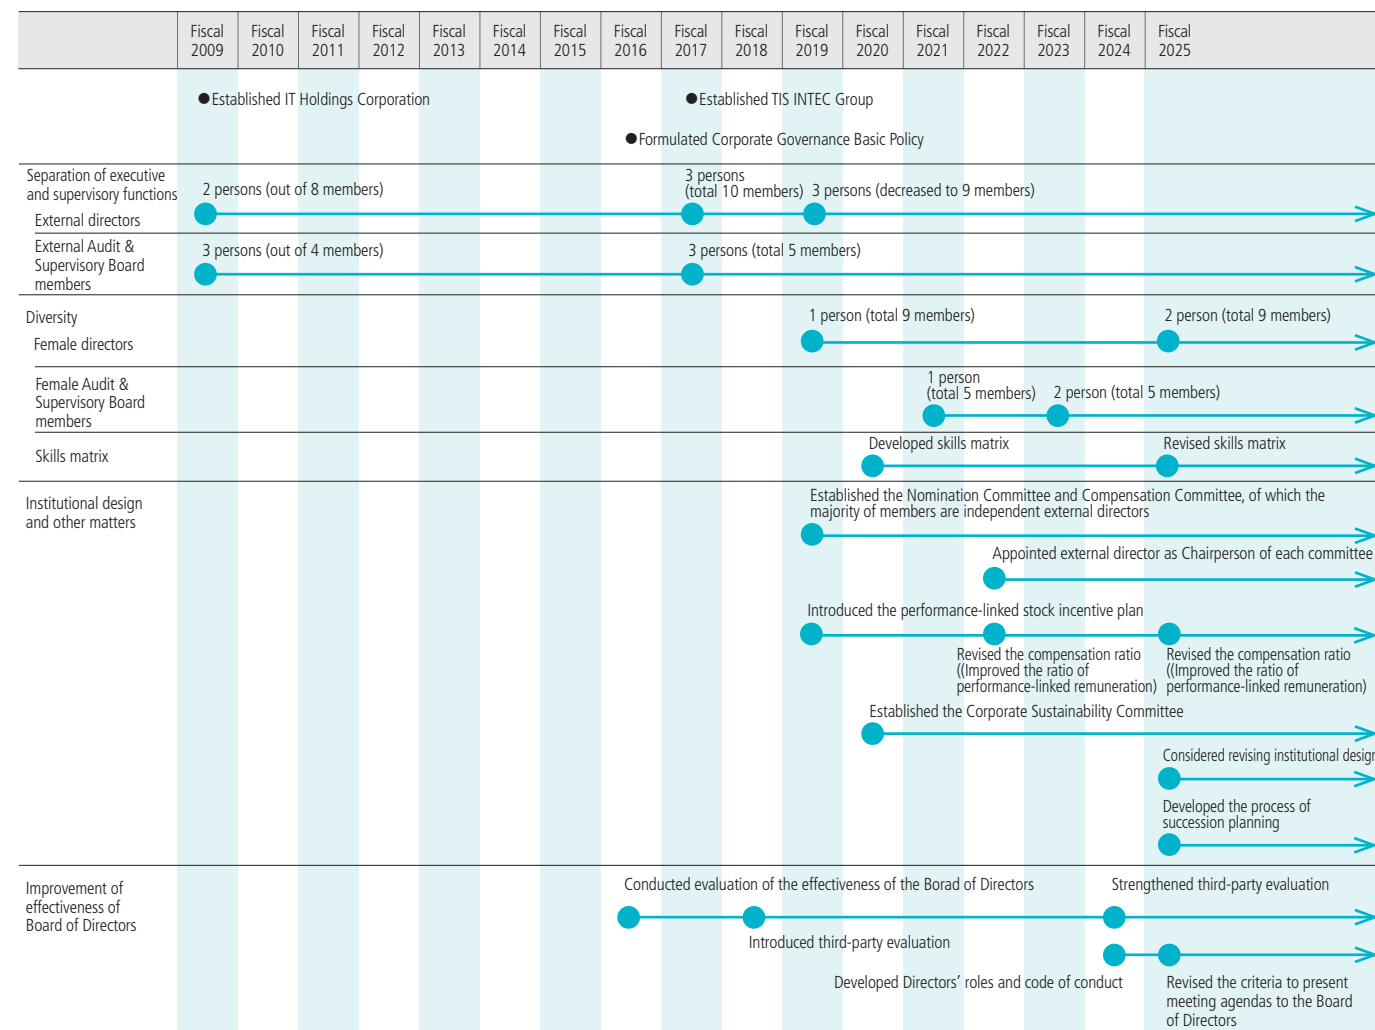 Fiscal 2009
Fiscal 2010
Fiscal 2011
Fiscal 2012
Fiscal 2013
Fiscal 2014
Fiscal 2015
Fiscal 2016
Fiscal 2017
Fiscal 2018
Fiscal 2019
Fiscal 2020
Fiscal 2021
Fiscal 2022
Fiscal 2023
Fiscal 2024
Fiscal 2025
●Established IT Holdings Corporation
●Established TIS INTEC Group
●Formulated Corporate Governance Basic Policy
Separation of executive
and supervisory functions
External directors
2 persons (out of 8 members)
3 persons
(total 10 members)
3 persons (decreased to 9 members)
External Audit &
Supervisory Board
members
3 persons (out of 4 members)
3 persons (total 5 members)
Diversity
Female directors
1 person (total 9 members)
2 person (total 9 members)
Female Audit &
Supervisory Board
members
1 person
(total 5 members)
2 person (total 5 members)
Skills matrix
Developed skills matrix
Revised skills matrix
Institutional design
and other matters
Established the Nomination Committee and Compensation Committee, of which the
majority of members are independent external directors
Appointed external director as Chairperson of each committee
Introduced the performance-linked stock incentive plan
Revised the compensation ratio
((Improved the ratio of
performance-linked remuneration)
Revised the compensation ratio
((Improved the ratio of
performance-linked remuneration)
Established the Corporate Sustainability Committee
Considered revising institutional design
Developed the process of
succession planning
Improvement of
effectiveness of
Board of Directors
Conducted evaluation of the effectiveness of the Borad of Directors
Strengthened third-party evaluation
Introduced third-party evaluation
Developed Directors' roles and code of conduct
Revised the criteria to present
meeting agendas to the Board
of Directors